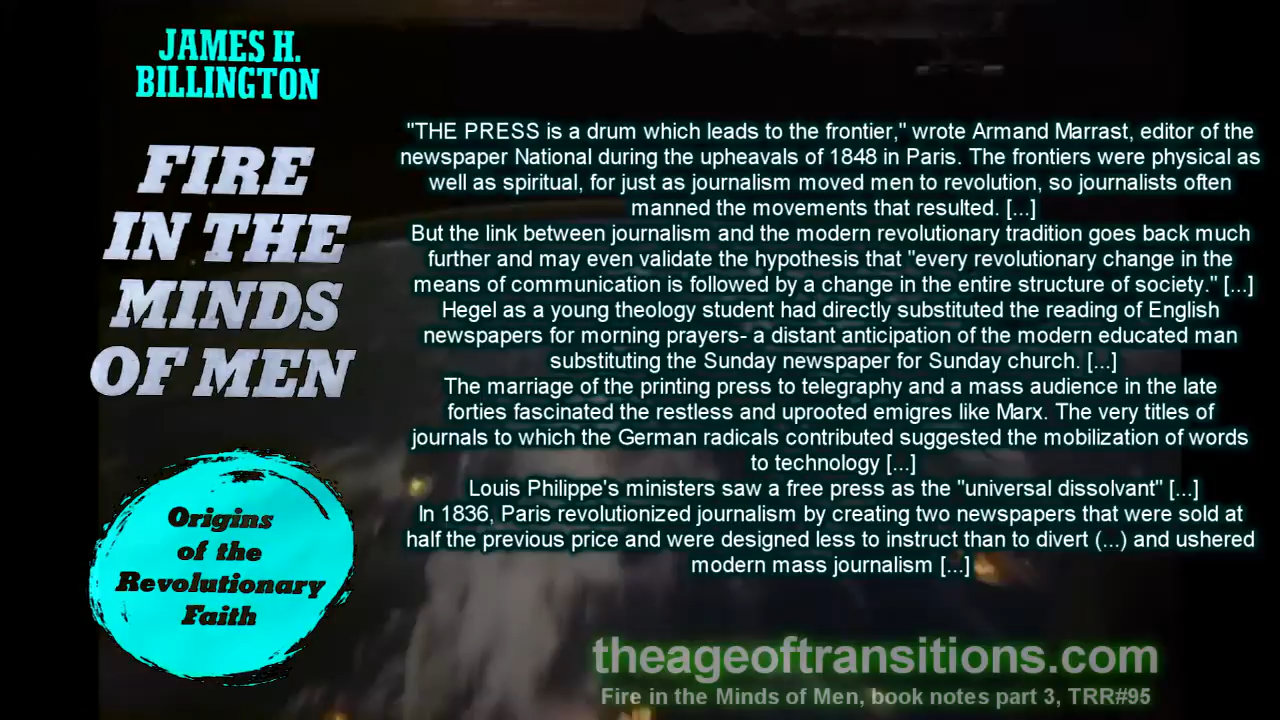 JAMES H.
BILLINGTON
FIRE
IN THE
MINDS
OF MEN
Origins
of the
Revolutionary
Faith
"THE PRESS is a drum which leads to the frontier," wrote Armand Marrast, editor of the
newspaper National during the upheavals of 1848 in Paris. The frontiers were physical as
well as spiritual, for just as journalism moved men to revolution, so journalists often
manned the movements that resulted. [...]
But the link between journalism and the modern revolutionary tradition goes back much
further and may even validate the hypothesis that "every revolutionary change in the
means of communication is followed by a change in the entire structure of society." [...]
Hegel as a young theology student had directly substituted the reading of English
newspapers for morning prayers- a distant anticipation of the modern educated man
substituting the Sunday newspaper for Sunday church. [...]
The marriage of the printing press to telegraphy and a mass audience in the late
forties fascinated the restless and uprooted emigres like Marx. The very titles of
journals to which the German radicals contributed suggested the mobilization of words
to technology [...]
Louis Philippe's ministers saw a free press as the "universal dissolvant" [...]
In 1836, Paris revolutionized journalism by creating two newspapers that were sold at
half the previous price and were designed less to instruct than to divert (...) and ushered
modern mass journalism [...]
theageoftransitions.com
Fire in the Minds of Men, book notes part 3, TRR#95